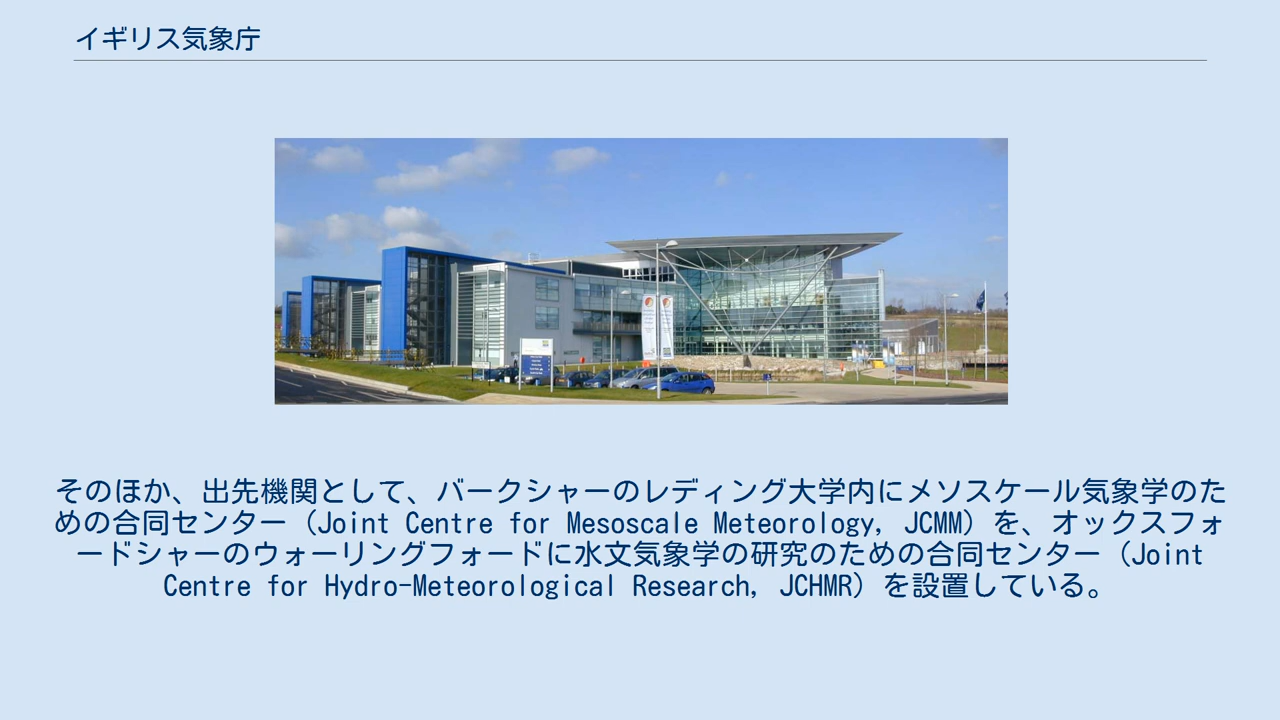 イギリス気象庁
そのほか、出先機関として、バークシャーのレディング大学内にメソスケール気象学のた
めの合同センター（Joint Centre for Mesoscale Meteorology, JCMM）を、オックスフォ
ードシャーのウォーリングフォードに水文気象学の研究のための合同センター（Joint
Centre for Hydro-Meteorological Research, JCHMR）を設置している。